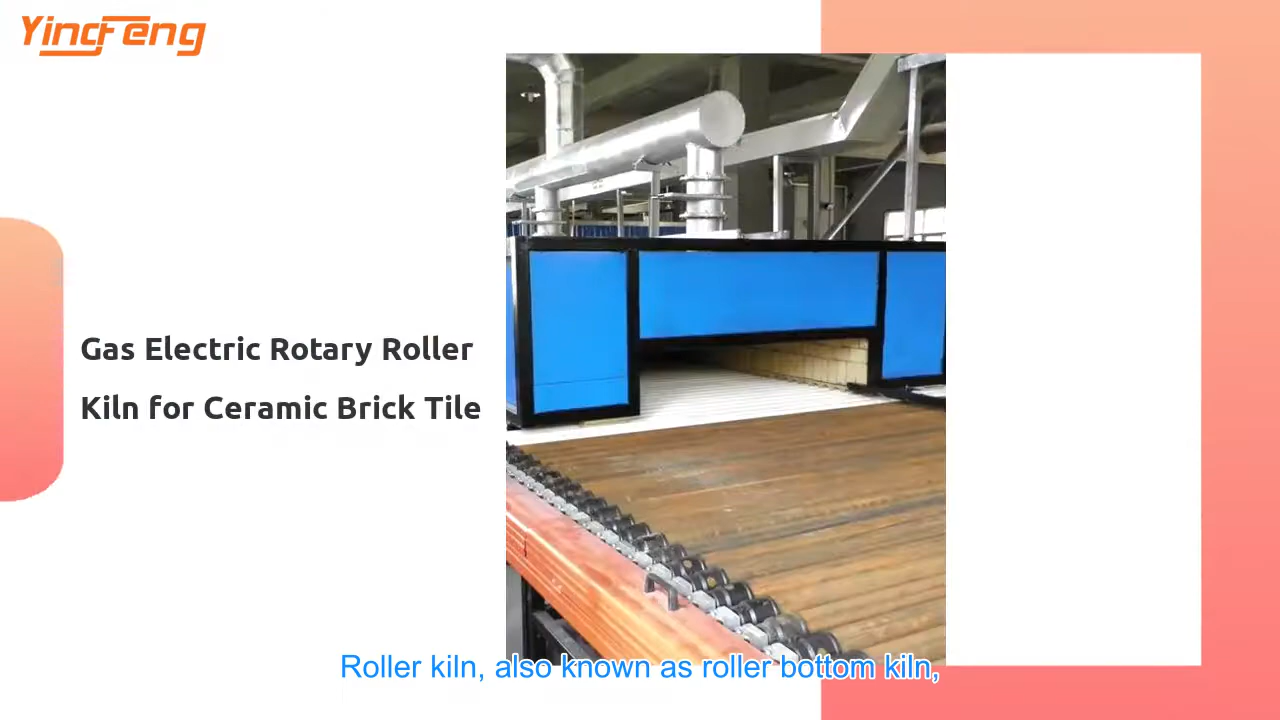 YingFeng
Gas Electric Rotary Roller
Kiln for Ceramic Brick Tile
Roller kiln, also known as roller bottom kiln,